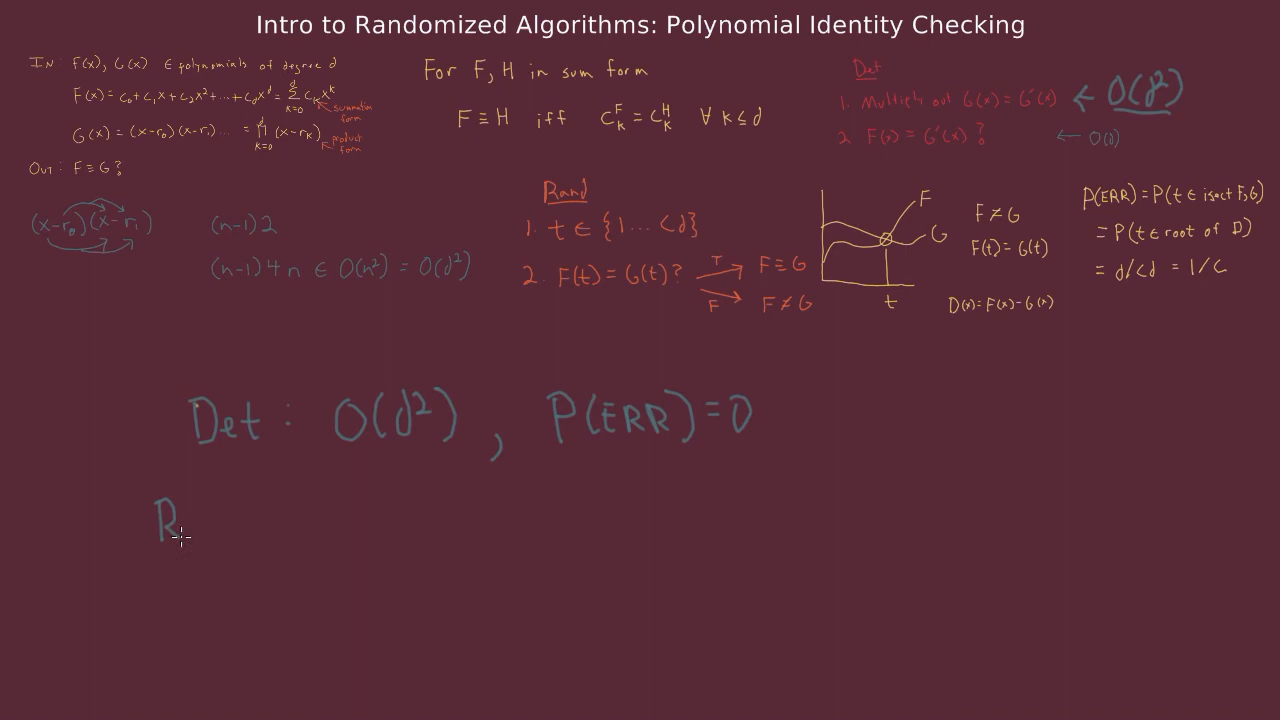 Intro to Randomized Algorithms: Polynomial Identity Checking
IN: F(x), G(x) ∈ polynomials of degree d
F(x) = c₀+c₁x+c₂x²+...+c_dx^d = Σ_{k=0}^{d} c_k x^k
summation form
G(x) = (x-r₀)(x-r₁)... = ∏_{k=0}^{d} (x-r_k)
product form
OUT: F ≡ G?
For F, H in sum form
F ≡ H iff C_k^F = C_k^H ∀ k ≤ d
Det
1. Multiply out G(x) = G'(x) ← O(d²)
2. F(x) = G'(x)? ← O(d)
(x-r₀)(x-r₁)
(n-1)2
(n-1)4n ∈ O(n²) = O(d²)
Rand
1. t ∈ {1... cd}
2. F(t) = G(t)?
T F ≡ G
F F ≢ G
F
G
t
F ≢ G
F(t) = G(t)
D(x) = F(x) - G(x)
P(ERR) = P(t ∈ isect F,G)
= P(t ∈ root of D)
= d/cd = 1/c
Det: O(d²), P(ERR) = 0
R